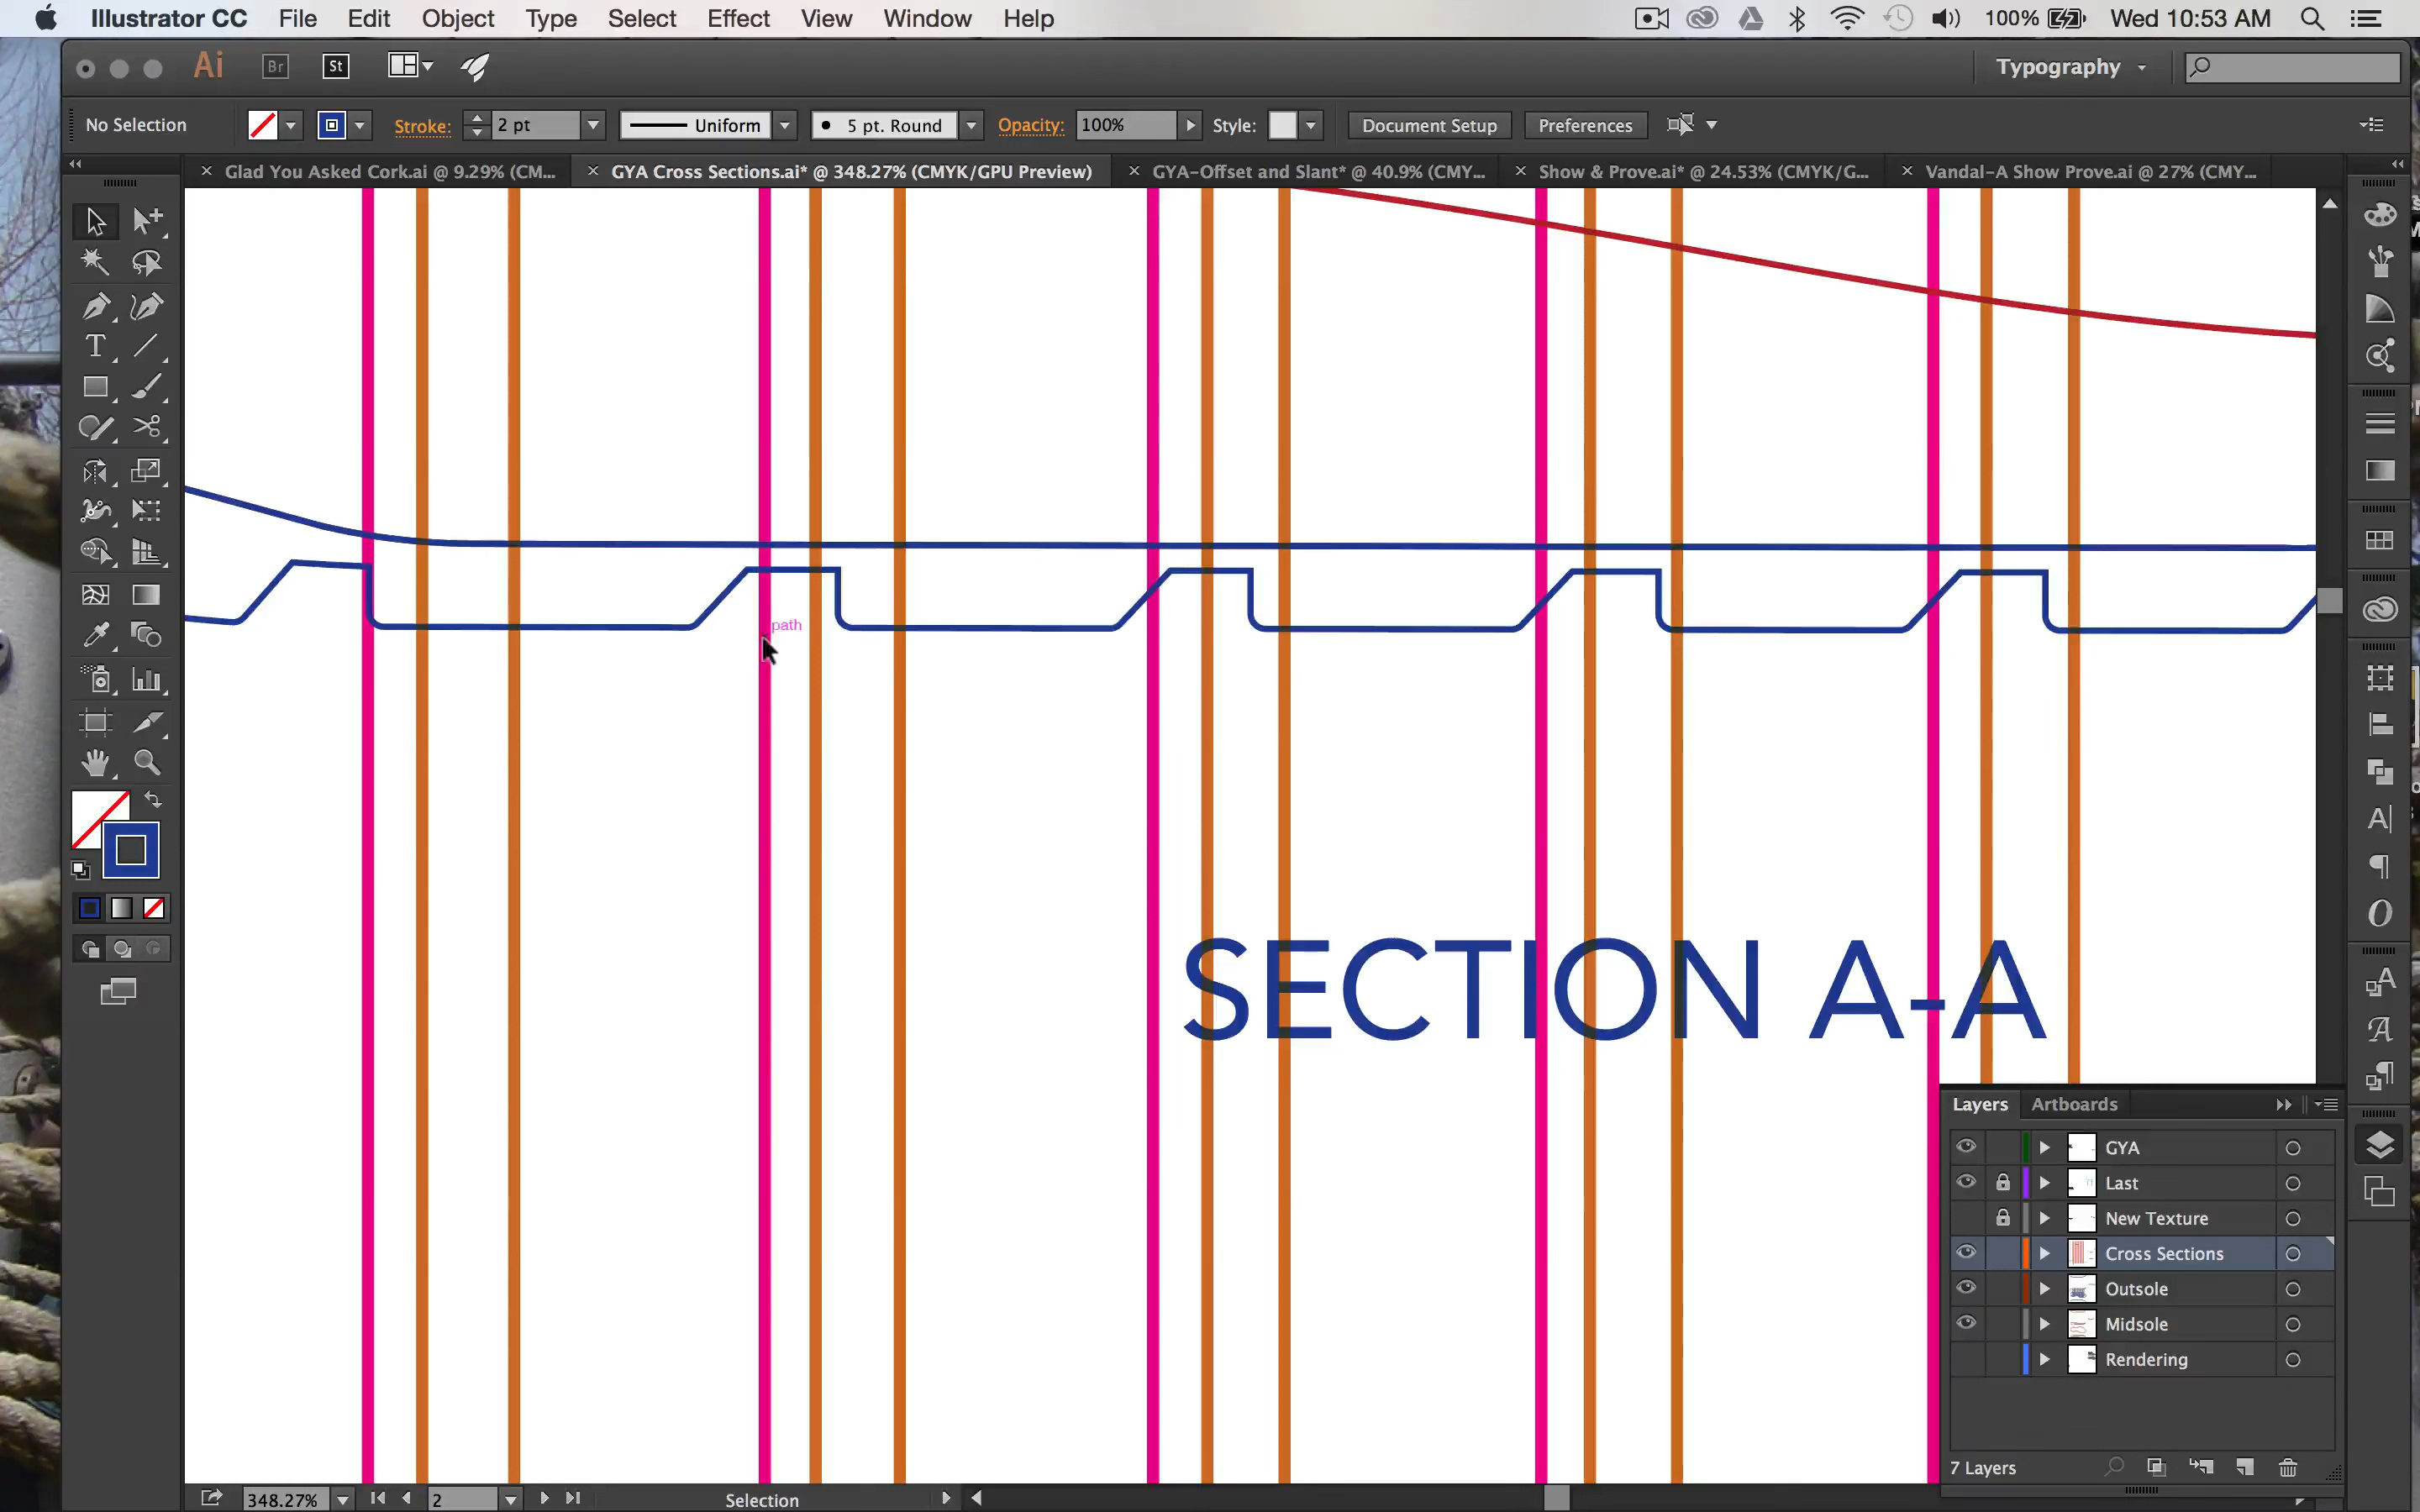 Illustrator CC File Edit Object Type Select Effect View Window Help 100% Wed 10:53 AM
Ai Br St Typography
No Selection Stroke: 2 pt Uniform 5 pt. Round Opacity: 100% Style: Document Setup Preferences
× Glad You Asked Cork.ai @ 9.29% (CM... × GYA Cross Sections.ai* @ 348.27% (CMYK/GPU Preview) × GYA-Offset and Slant* @ 40.9% (CMY... × Show & Prove.ai* @ 24.53% (CMYK/G... × Vandal-A Show Prove.ai @ 27% (CMY...
path
SECTION A-A
Layers Artboards
GYA
Last
New Texture
Cross Sections
Outsole
Midsole
Rendering
7 Layers
348.27% 2 Selection